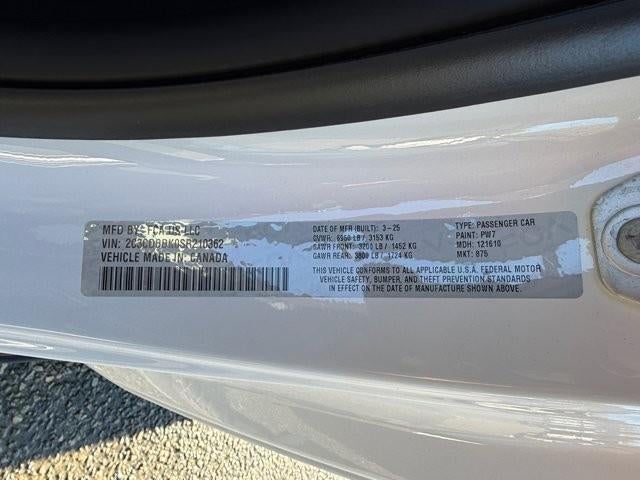 MFD BY: FCA US LLC
VIN: 2C3CDBBK0SR210362
VEHICLE MADE IN: CANADA
DATE OF MFR (BUILT): 3-25
GVWR: 6950 LB / 3153 KG
GAWR FRONT: 3200 LB / 1452 KG
GAWR REAR: 3800 LB / 1724 KG
TYPE: PASSENGER CAR
PAINT: PW7
MDH: 121610
MKT: 875
THIS VEHICLE CONFORMS TO ALL APPLICABLE U.S.A. FEDERAL MOTOR
VEHICLE SAFETY, BUMPER, AND THEFT PREVENTION STANDARDS
IN EFFECT ON THE DATE OF MANUFACTURE SHOWN ABOVE.